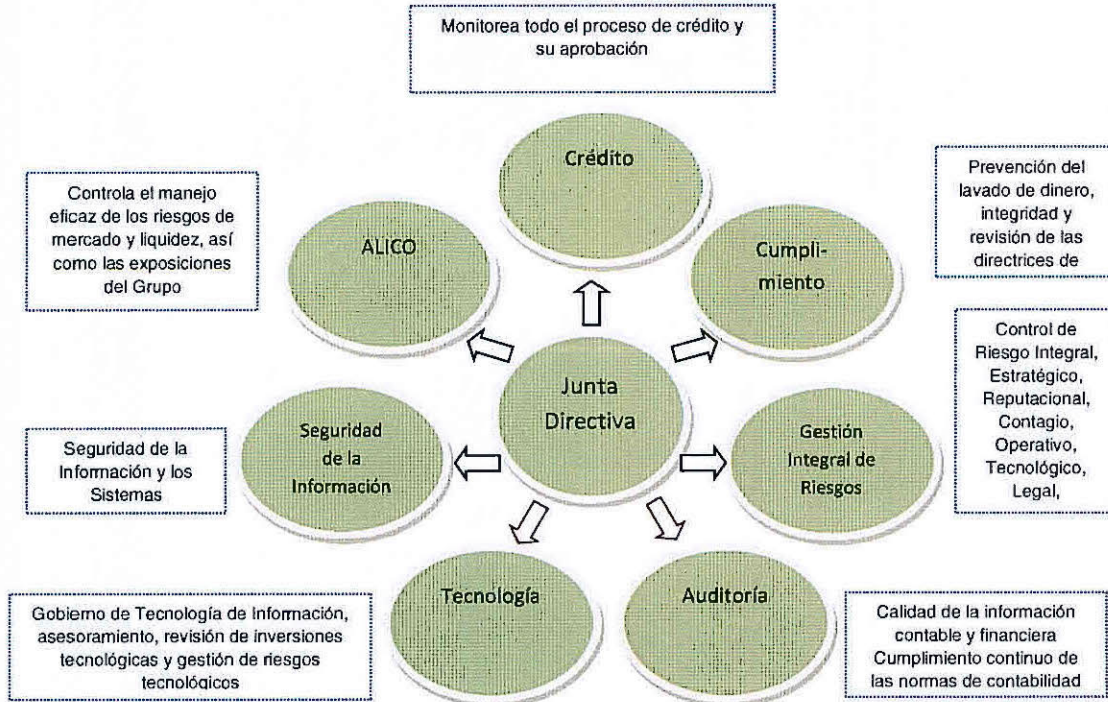 Monitorea todo el proceso de crédito y
su aprobación
Crédito
Controla el manejo
eficaz de los riesgos de
mercado y liquidez, así
como las exposiciones
del Grupo
ALICO
Prevención del
lavado de dinero,
integridad y
revisión de las
directrices de
Cumpli-
miento
Junta
Directiva
Seguridad de la
Información y los
Sistemas
Seguridad
de la
Información
Gestión
Integral de
Riesgos
Control de
Riesgo Integral,
Estratégico,
Reputacional,
Contagio,
Operativo,
Tecnológico,
Legal,
Gobierno de Tecnología de Información,
asesoramiento, revisión de inversiones
tecnológicas y gestión de riesgos
tecnológicos
Tecnología
Auditoría
Calidad de la información
contable y financiera
Cumplimiento continuo de
las normas de contabilidad